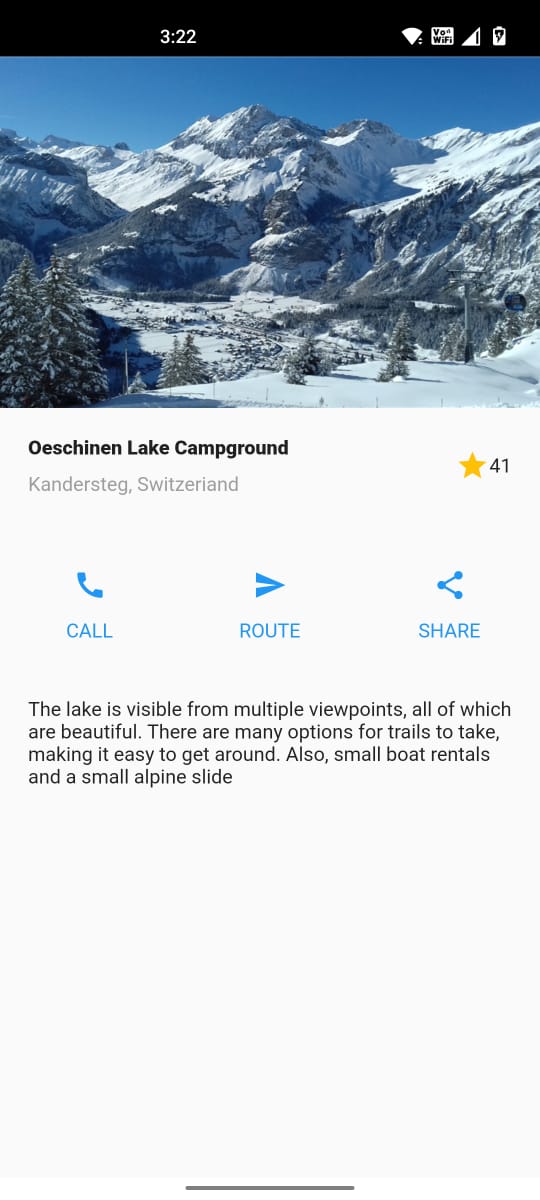 3:22
Vo))
WiFi
Oeschinen Lake Campground
Kandersteg, Switzeriand
41
CALL
ROUTE
SHARE
The lake is visible from multiple viewpoints, all of which
are beautiful. There are many options for trails to take,
making it easy to get around. Also, small boat rentals
and a small alpine slide